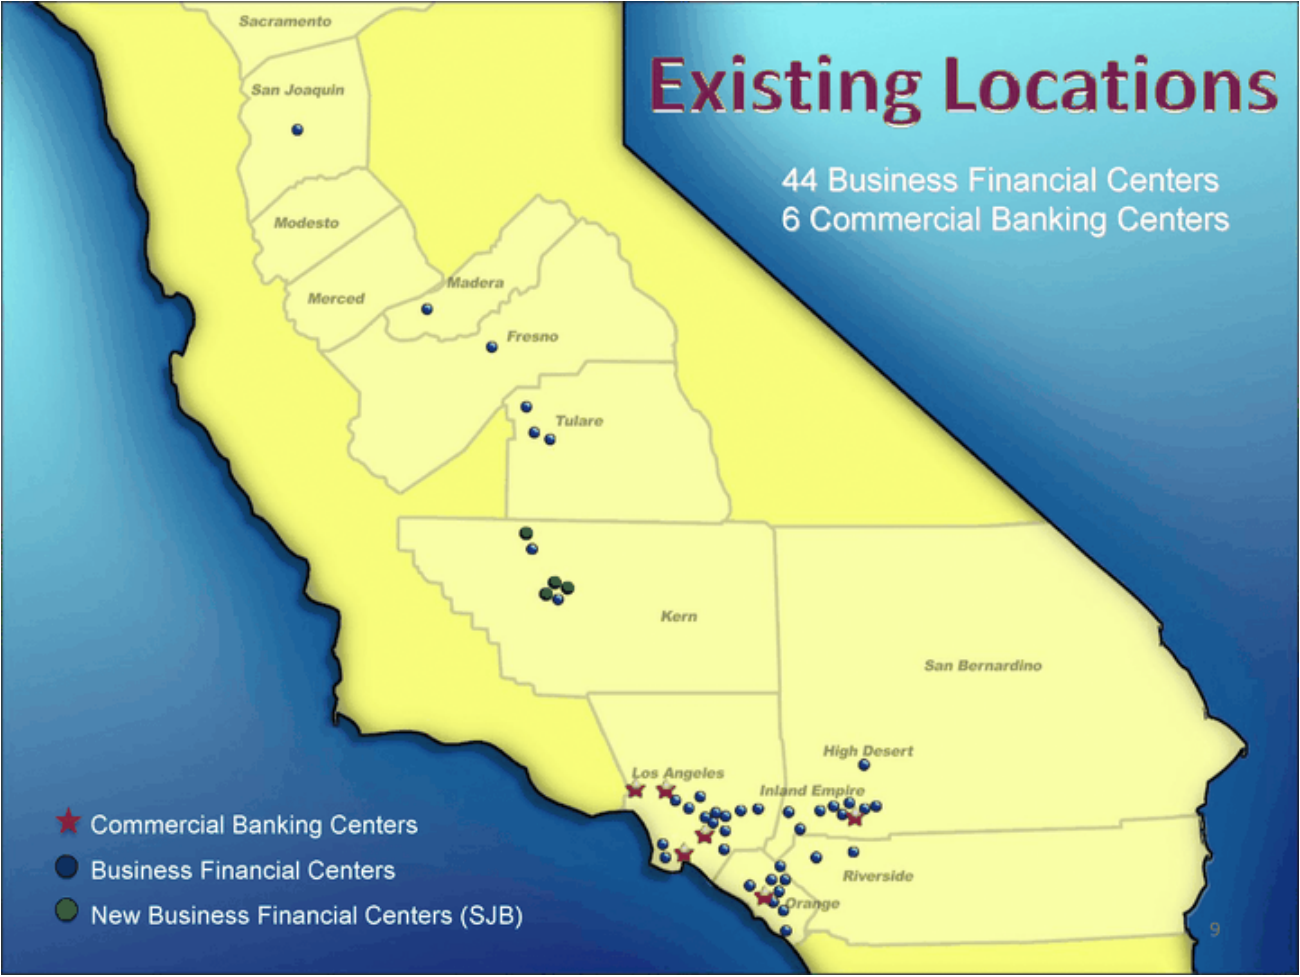 Existing Locations
44 Business Financial Centers
6 Commercial Banking Centers
Sacramento
San Joaquin
Modesto
Merced
Madera
Fresno
Tulare
Kern
San Bernardino
High Desert
Los Angeles
Inland Empire
Riverside
Orange
Commercial Banking Centers
Business Financial Centers
New Business Financial Centers (SJB)
9